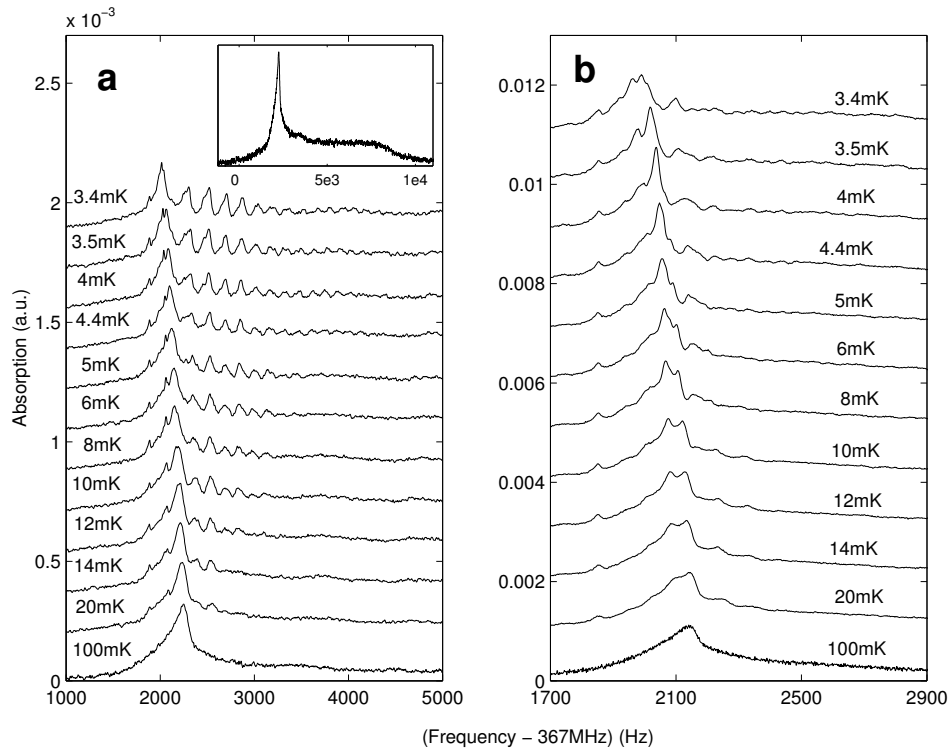 x 10⁻³
a
b
2.5
2
1.5
1
0.5
0
Absorption (a.u.)
0 5e3 1e4
3.4mK
3.5mK
4mK
4.4mK
5mK
6mK
8mK
10mK
12mK
14mK
20mK
100mK
1000 2000 3000 4000 5000
0.012
0.01
0.008
0.006
0.004
0.002
0
3.4mK
3.5mK
4mK
4.4mK
5mK
6mK
8mK
10mK
12mK
14mK
20mK
100mK
1700 2100 2500 2900
(Frequency − 367MHz) (Hz)